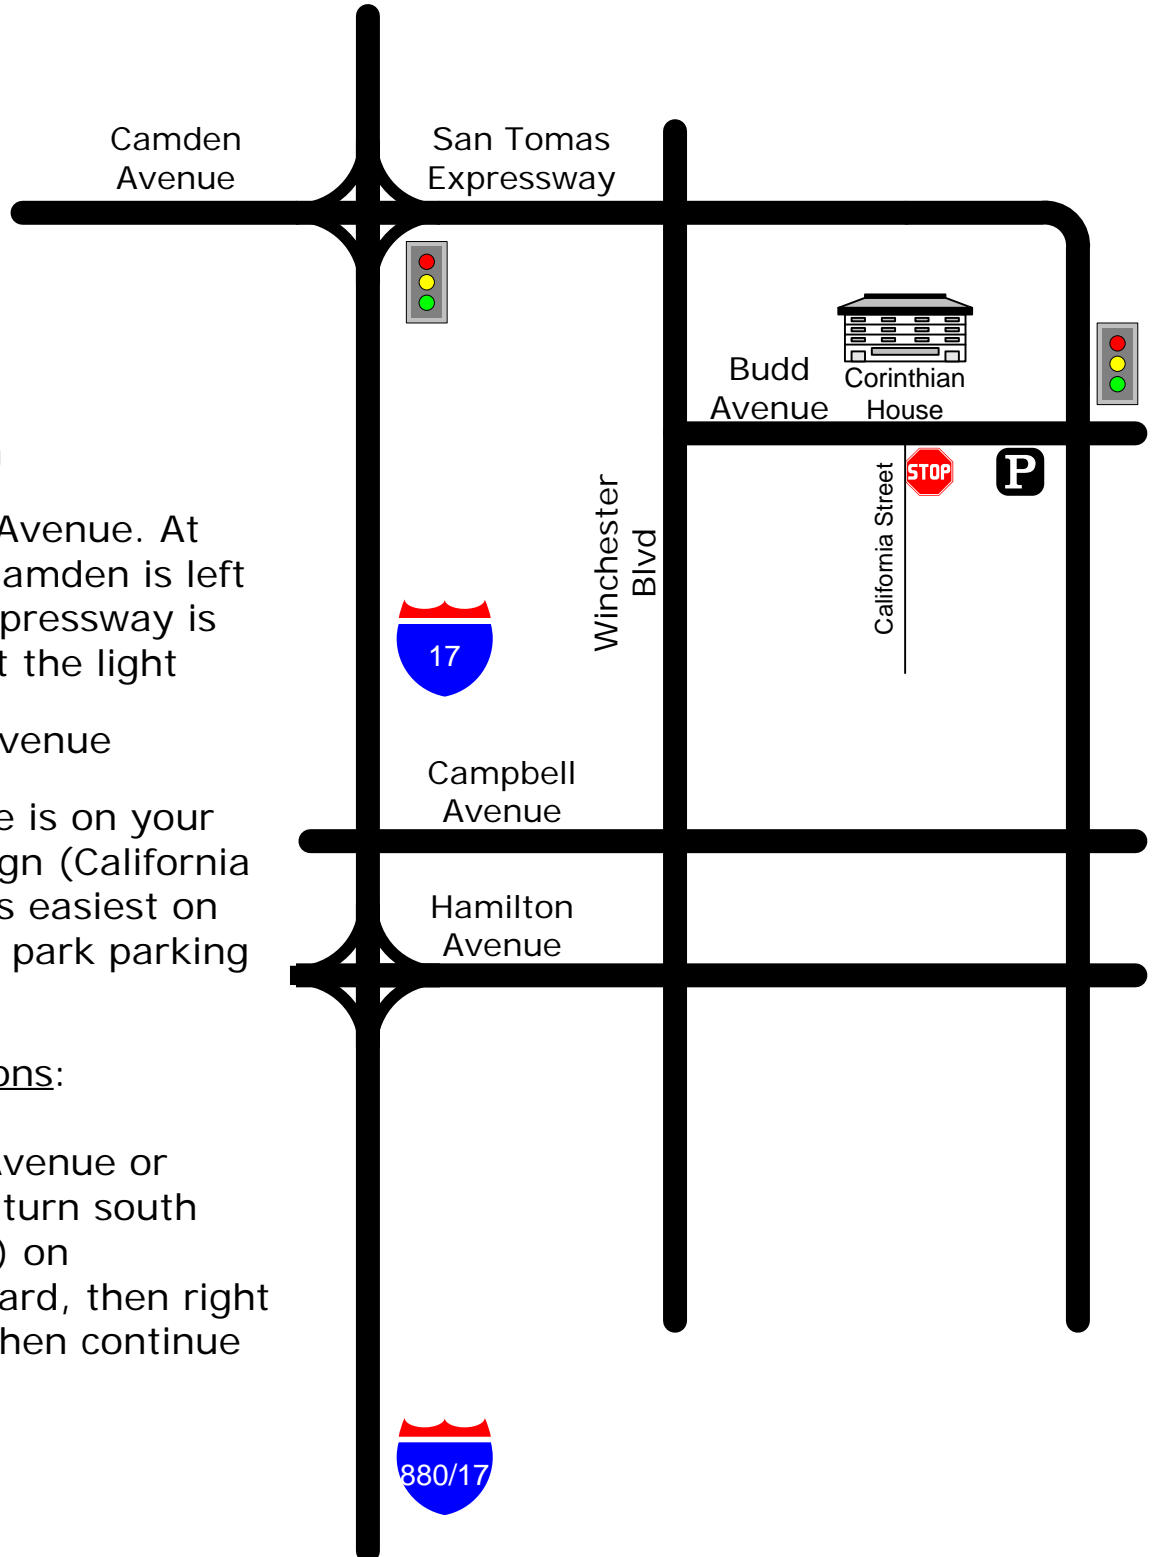 Camden
Avenue
San Tomas
Expressway
Budd
Avenue
Corinthian
House
STOP
P
California Street
Winchester
Blvd
17
Campbell
Avenue
Hamilton
Avenue
880/17
Avenue. At
amden is left
pressway is
t the light
venue
e is on your
gn (California
s easiest on
park parking
ons:
Avenue or
turn south
) on
ard, then right
hen continue